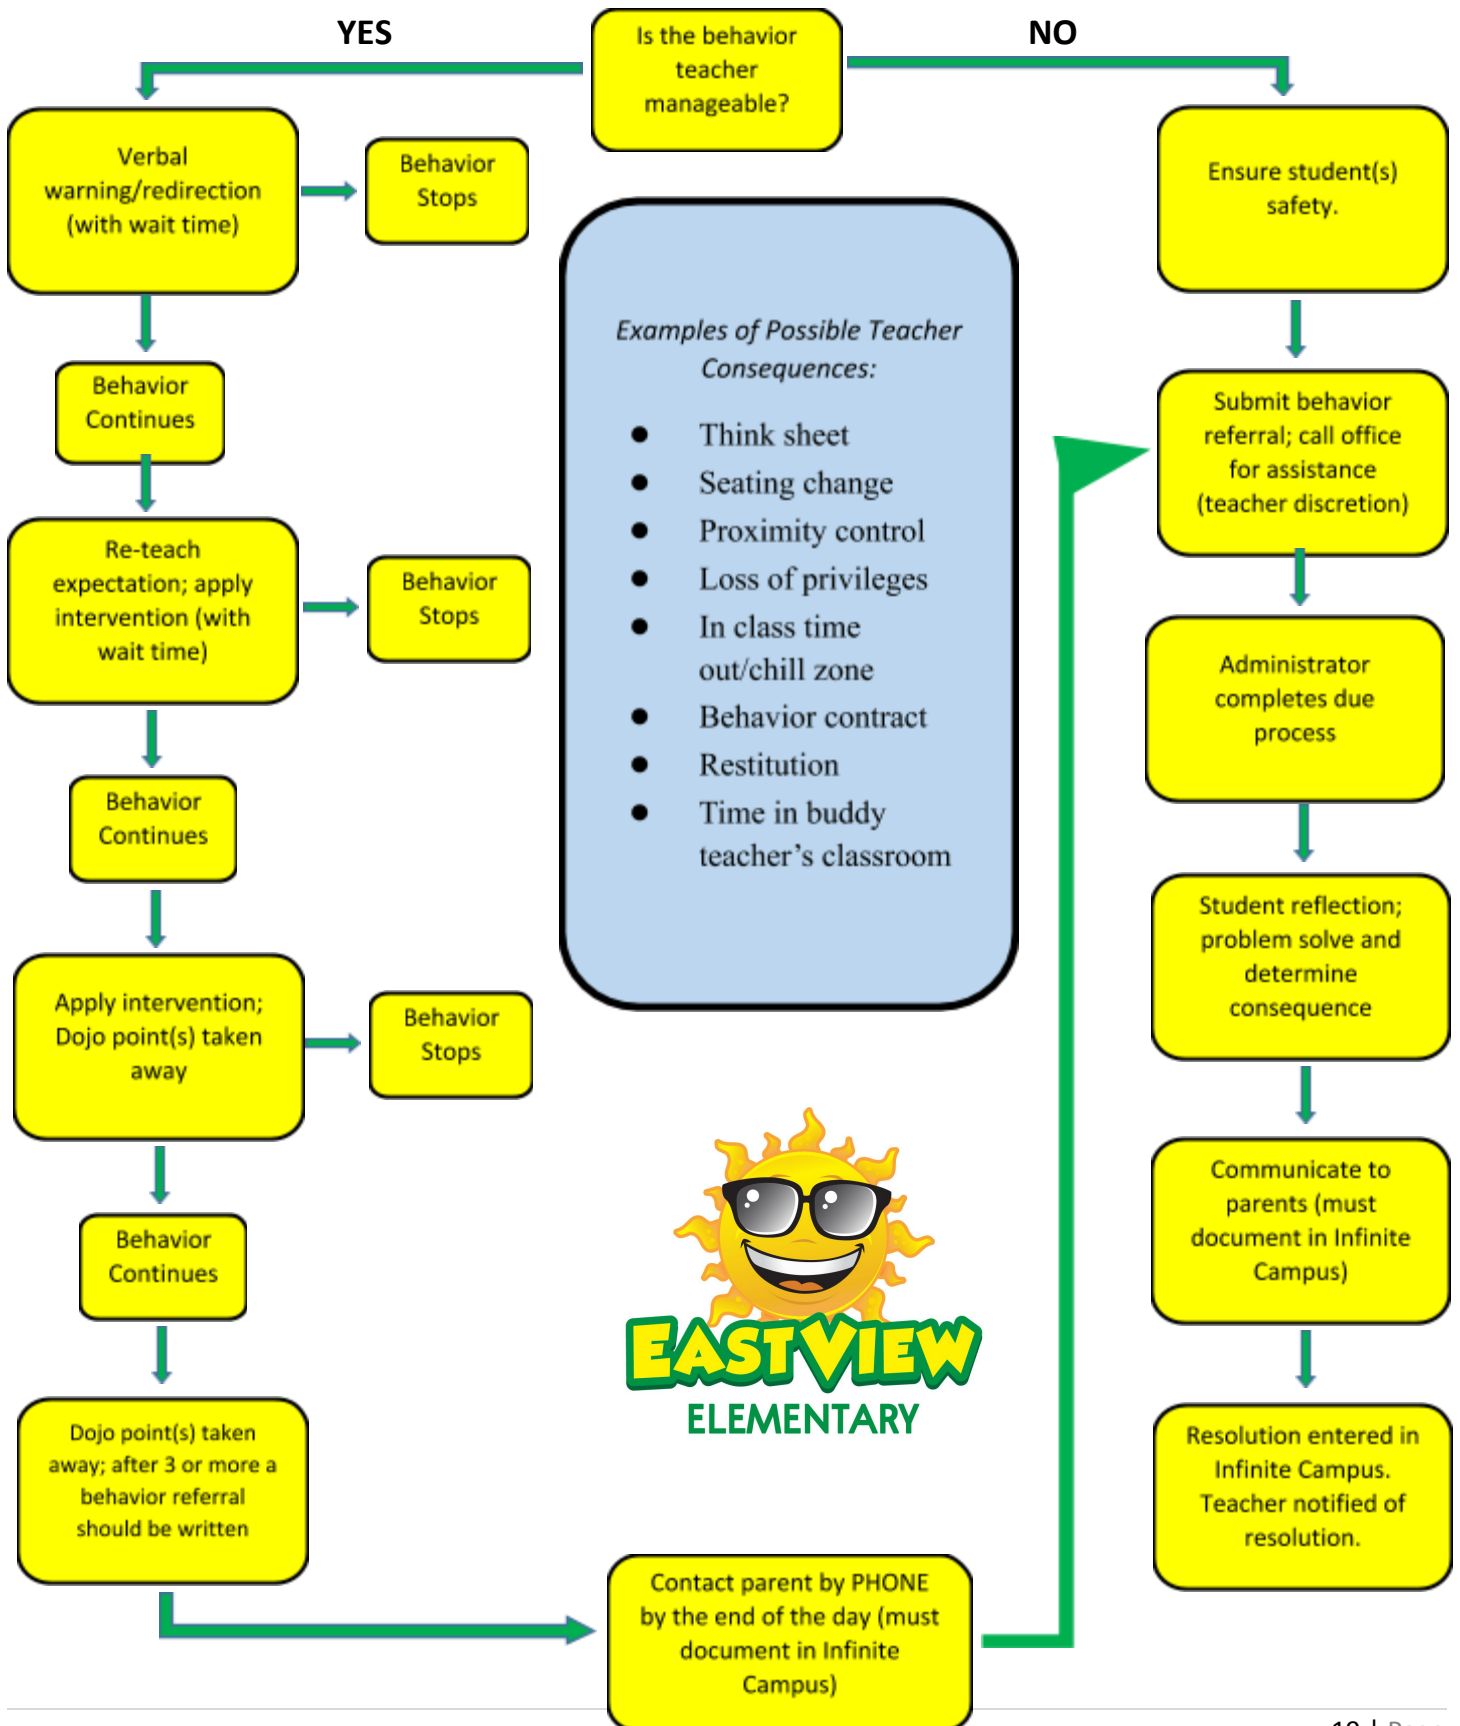 YES
Is the behavior
teacher
manageable?
NO
Verbal
warning/redirection
(with wait time)
Behavior
Stops
Behavior
Continues
Re-teach
expectation; apply
intervention (with
wait time)
Behavior
Stops
Behavior
Continues
Apply intervention;
Dojo point(s) taken
away
Behavior
Stops
Behavior
Continues
Dojo point(s) taken
away; after 3 or more a
behavior referral
should be written
Contact parent by PHONE
by the end of the day (must
document in Infinite
Campus)
Examples of Possible Teacher
Consequences:
● Think sheet
● Seating change
● Proximity control
● Loss of privileges
● In class time
out/chill zone
● Behavior contract
● Restitution
● Time in buddy
teacher’s classroom
EASTVIEW
ELEMENTARY
Ensure student(s)
safety.
Submit behavior
referral; call office
for assistance
(teacher discretion)
Administrator
completes due
process
Student reflection;
problem solve and
determine
consequence
Communicate to
parents (must
document in Infinite
Campus)
Resolution entered in
Infinite Campus.
Teacher notified of
resolution.